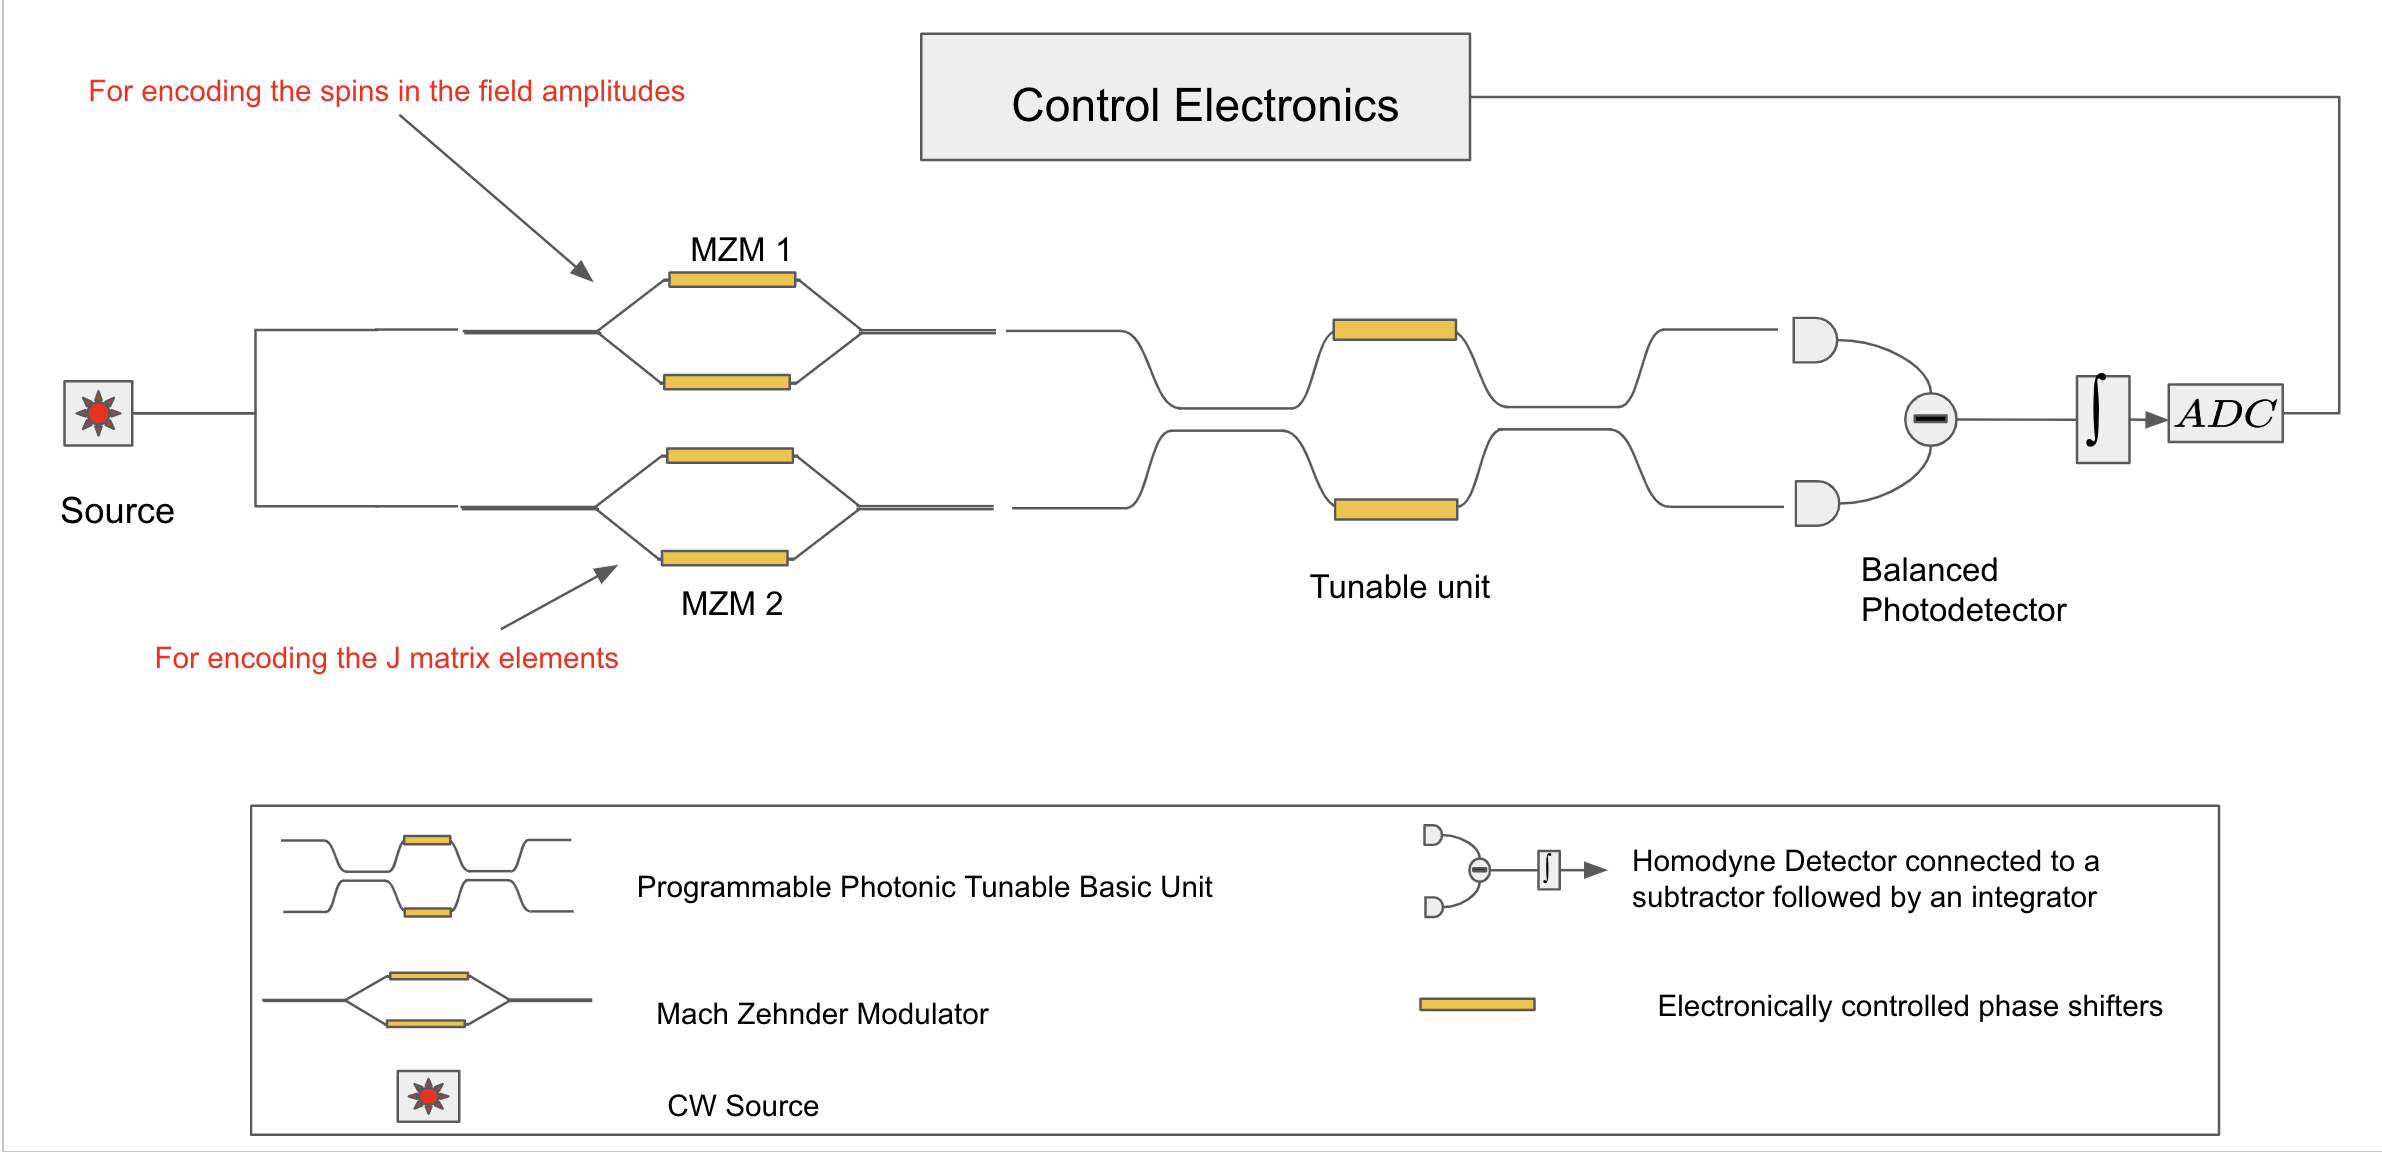 Control Electronics
For encoding the spins in the field amplitudes
MZM 1
∫
ADC
Source
MZM 2
Tunable unit
Balanced
Photodetector
For encoding the J matrix elements
Programmable Photonic Tunable Basic Unit
∫
Homodyne Detector connected to a
subtractor followed by an integrator
Mach Zehnder Modulator
Electronically controlled phase shifters
CW Source